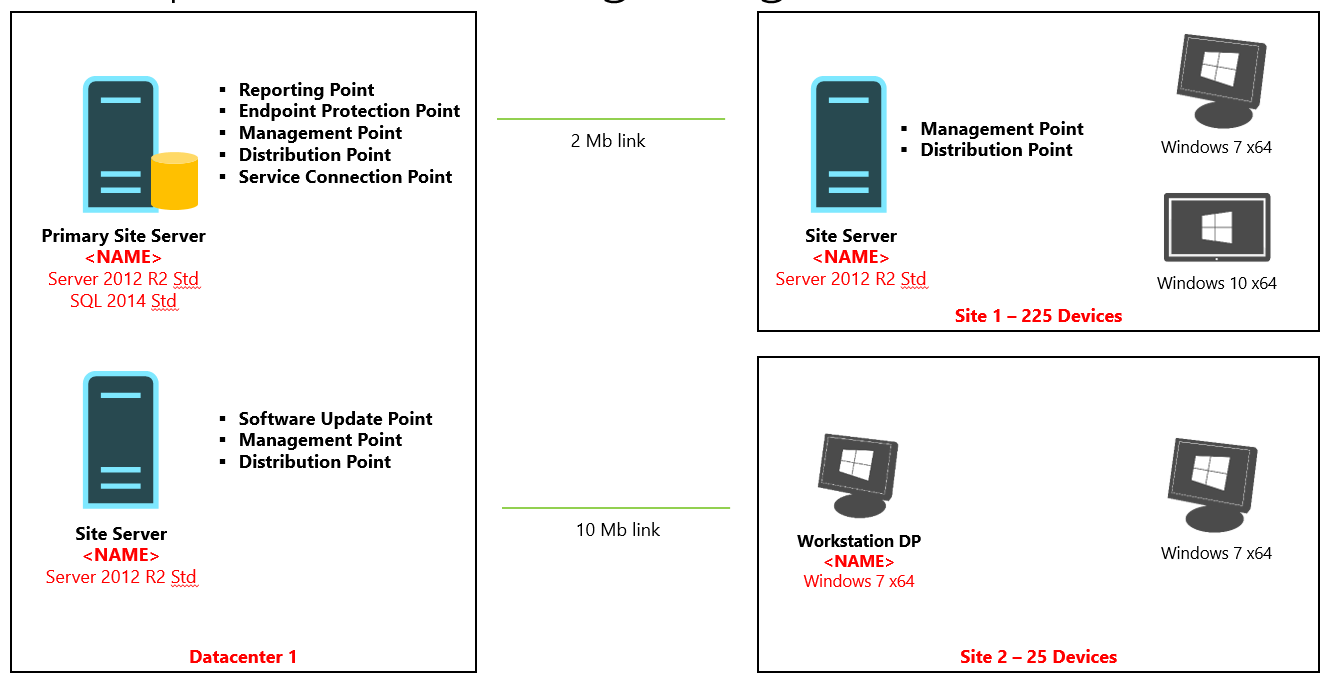 ▪ Reporting Point
▪ Endpoint Protection Point
▪ Management Point
▪ Distribution Point
▪ Service Connection Point
Primary Site Server
<NAME>
Server 2012 R2 Std
SQL 2014 Std
▪ Software Update Point
▪ Management Point
▪ Distribution Point
Site Server
<NAME>
Server 2012 R2 Std
Datacenter 1
2 Mb link
10 Mb link
▪ Management Point
▪ Distribution Point
Site Server
<NAME>
Server 2012 R2 Std
Windows 7 x64
Windows 10 x64
Site 1 – 225 Devices
Workstation DP
<NAME>
Windows 7 x64
Windows 7 x64
Site 2 – 25 Devices